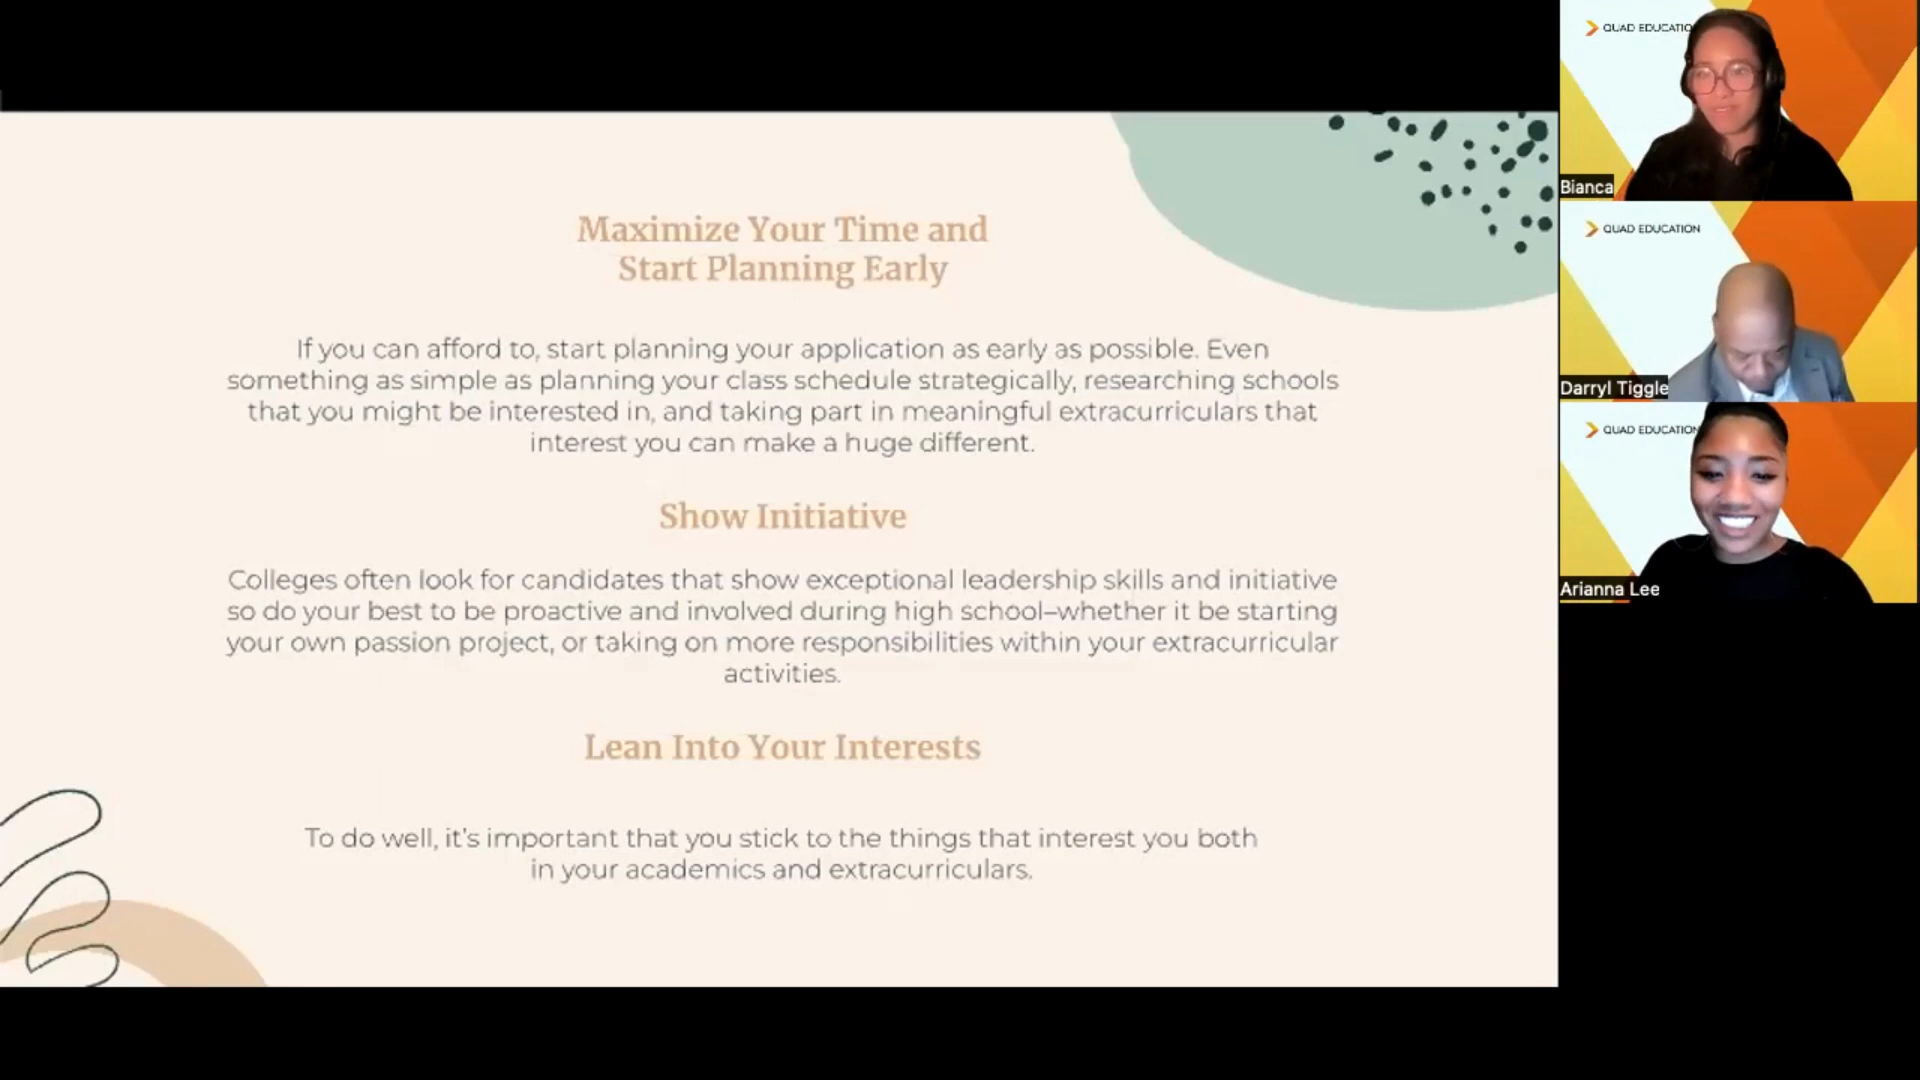 Maximize Your Time and
Start Planning Early
If you can afford to, start planning your application as early as possible. Even
something as simple as planning your class schedule strategically, researching schools
that you might be interested in, and taking part in meaningful extracurriculars that
interest you can make a huge different.
Show Initiative
Colleges often look for candidates that show exceptional leadership skills and initiative
so do your best to be proactive and involved during high school–whether it be starting
your own passion project, or taking on more responsibilities within your extracurricular
activities.
Lean Into Your Interests
To do well, it's important that you stick to the things that interest you both
in your academics and extracurriculars.
QUAD EDUCATIO
Bianca
QUAD EDUCATION
Darryl Tiggle
QUAD EDUCATION
Arianna Lee